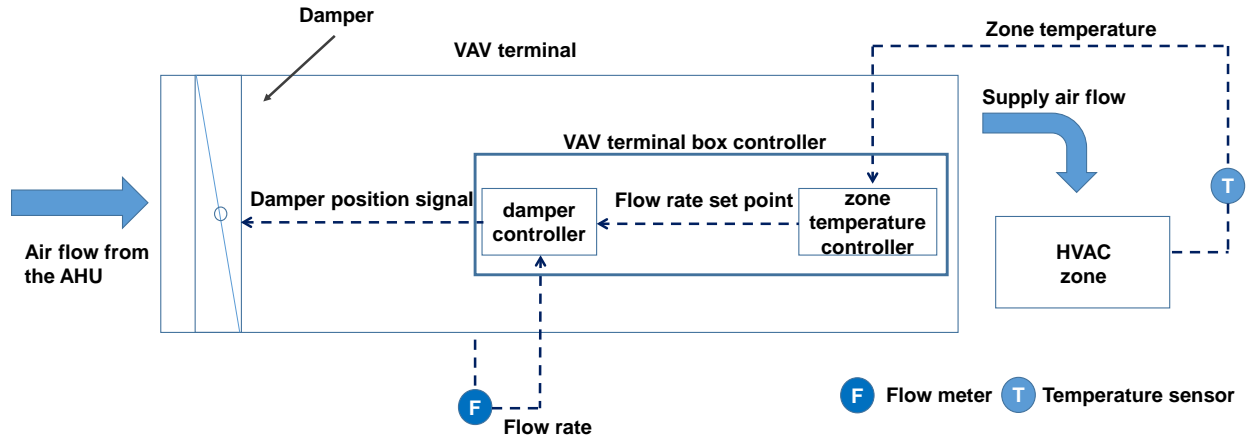 Damper
VAV terminal
Zone temperature
Supply air flow
VAV terminal box controller
Damper position signal
damper
controller
Flow rate set point
zone
temperature
controller
T
Air flow from
the AHU
HVAC
zone
F
Flow rate
F
Flow meter
T
Temperature sensor